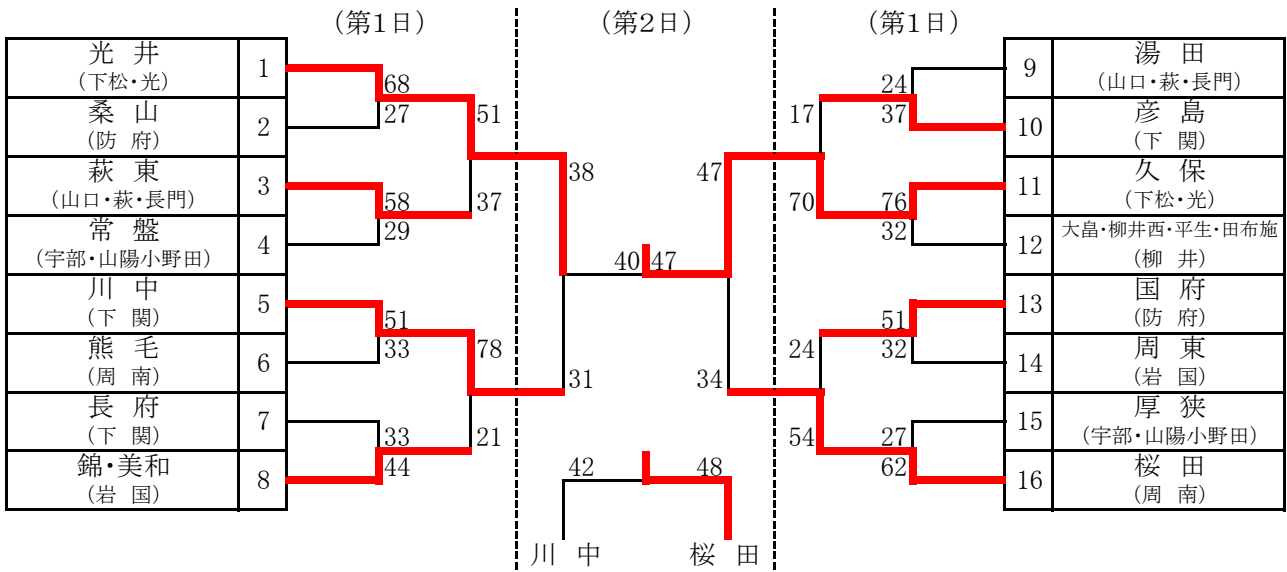 (第1日)
(第2日)
(第1日)
光 井
(下松・光)
1
桑 山
(防 府)
2
萩 東
(山口・萩・長門)
3
常 盤
(宇部・山陽小野田)
4
川 中
(下 関)
5
熊 毛
(周 南)
6
長 府
(下 関)
7
錦・美和
(岩 国)
8
68
27
58
29
51
33
33
44
51
37
78
21
38
31
40
47
47
34
17
70
24
54
24
37
76
32
51
32
27
62
9
湯 田
(山口・萩・長門)
10
彦 島
(下 関)
11
久 保
(下松・光)
12
大畠・柳井西・平生・田布施
(柳 井)
13
国 府
(防 府)
14
周 東
(岩 国)
15
厚 狭
(宇部・山陽小野田)
16
桜 田
(周 南)
42
48
川 中
桜 田